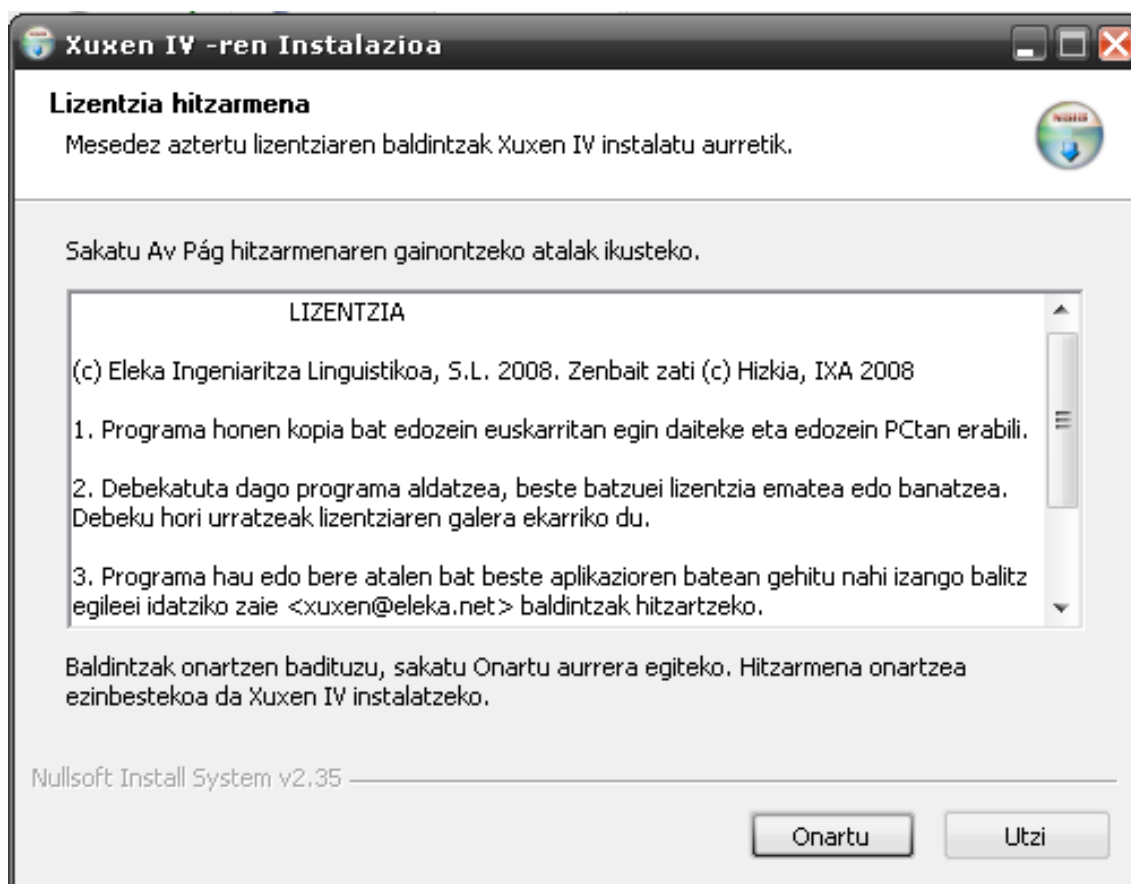 Xuxen IV -ren Instalazioa
Lizentzia hitzarmena
Mesedez aztertu lizentziaren baldintzak Xuxen IV instalatu aurretik.
Sakatu Av Pág hitzarmenaren gainontzeko atalak ikusteko.
LIZENTZIA
(c) Eleka Ingeniaritza Linguistikoa, S.L. 2008. Zenbait zati (c) Hizkia, IXA 2008
1. Programa honen kopia bat edozein euskarritan egin daiteke eta edozein PCtan erabili.
2. Debekatuta dago programa aldatzea, beste batzuei lizentzia ematea edo banatzea.
Debeku hori urratzeak lizentziaren galera ekarriko du.
3. Programa hau edo bere atalen bat beste aplikazioren batean gehitu nahi izango balitz
egileei idatziko zaie <xuxen@eleka.net> baldintzak hitzartzeko.
Baldintzak onartzen badituzu, sakatu Onartu aurrera egiteko. Hitzarmena onartzea
ezinbestekoa da Xuxen IV instalatzeko.
Nullsoft Install System v2.35
Onartu
Utzi